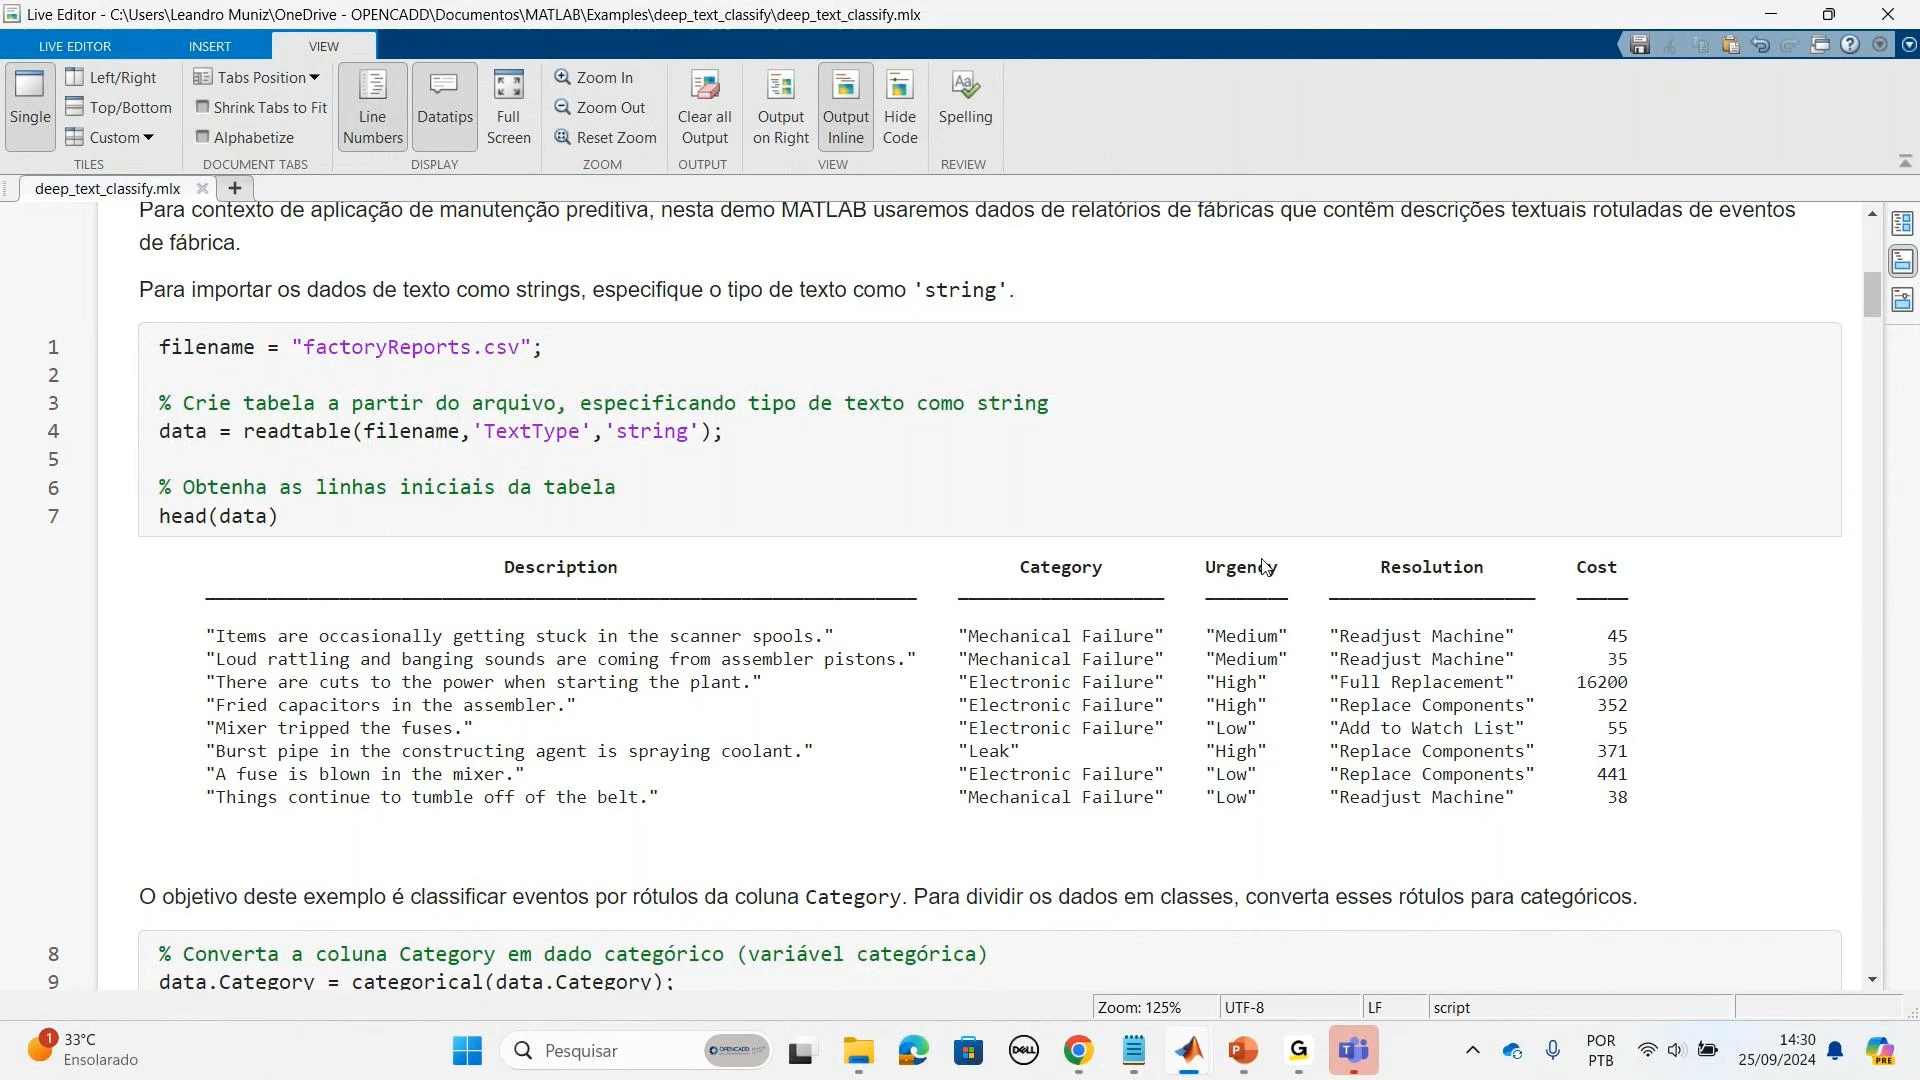 Live Editor - C:\Users\Leandro Muniz\OneDrive - OPENCADD\Documentos\MATLAB\Examples\deep_text_classify\deep_text_classify.mlx
LIVE EDITOR INSERT VIEW
Single
Left/Right
Top/Bottom
Custom
TILES
Tabs Position
Shrink Tabs to Fit
Alphabetize
DOCUMENT TABS
Line Numbers
Datatips
Full Screen
DISPLAY
Zoom In
Zoom Out
Reset Zoom
ZOOM
Clear all Output
OUTPUT
Output on Right
Output Inline
Hide Code
VIEW
Spelling
REVIEW
deep_text_classify.mlx
Para contexto de aplicação de manutenção preditiva, nesta demo MATLAB usaremos dados de relatórios de fábricas que contêm descrições textuais rotuladas de eventos
de fábrica.
Para importar os dados de texto como strings, especifique o tipo de texto como 'string'.
1 filename = "factoryReports.csv";
2
3 % Crie tabela a partir do arquivo, especificando tipo de texto como string
4 data = readtable(filename,'TextType','string');
5
6 % Obtenha as linhas iniciais da tabela
7 head(data)
Description Category Urgency Resolution Cost
"Items are occasionally getting stuck in the scanner spools." "Mechanical Failure" "Medium" "Readjust Machine" 45
"Loud rattling and banging sounds are coming from assembler pistons." "Mechanical Failure" "Medium" "Readjust Machine" 35
"There are cuts to the power when starting the plant." "Electronic Failure" "High" "Full Replacement" 16200
"Fried capacitors in the assembler." "Electronic Failure" "High" "Replace Components" 352
"Mixer tripped the fuses." "Electronic Failure" "Low" "Add to Watch List" 55
"Burst pipe in the constructing agent is spraying coolant." "Leak" "High" "Replace Components" 371
"A fuse is blown in the mixer." "Electronic Failure" "Low" "Replace Components" 441
"Things continue to tumble off of the belt." "Mechanical Failure" "Low" "Readjust Machine" 38
O objetivo deste exemplo é classificar eventos por rótulos da coluna Category. Para dividir os dados em classes, converta esses rótulos para categóricos.
8 % Converta a coluna Category em dado categórico (variável categórica)
9 data.Category = categorical(data.Category);
Zoom: 125% UTF-8 LF script
1
33°C
Ensolarado
Pesquisar
OPENCADD
DELL
POR
PTB
14:30
25/09/2024
PRE